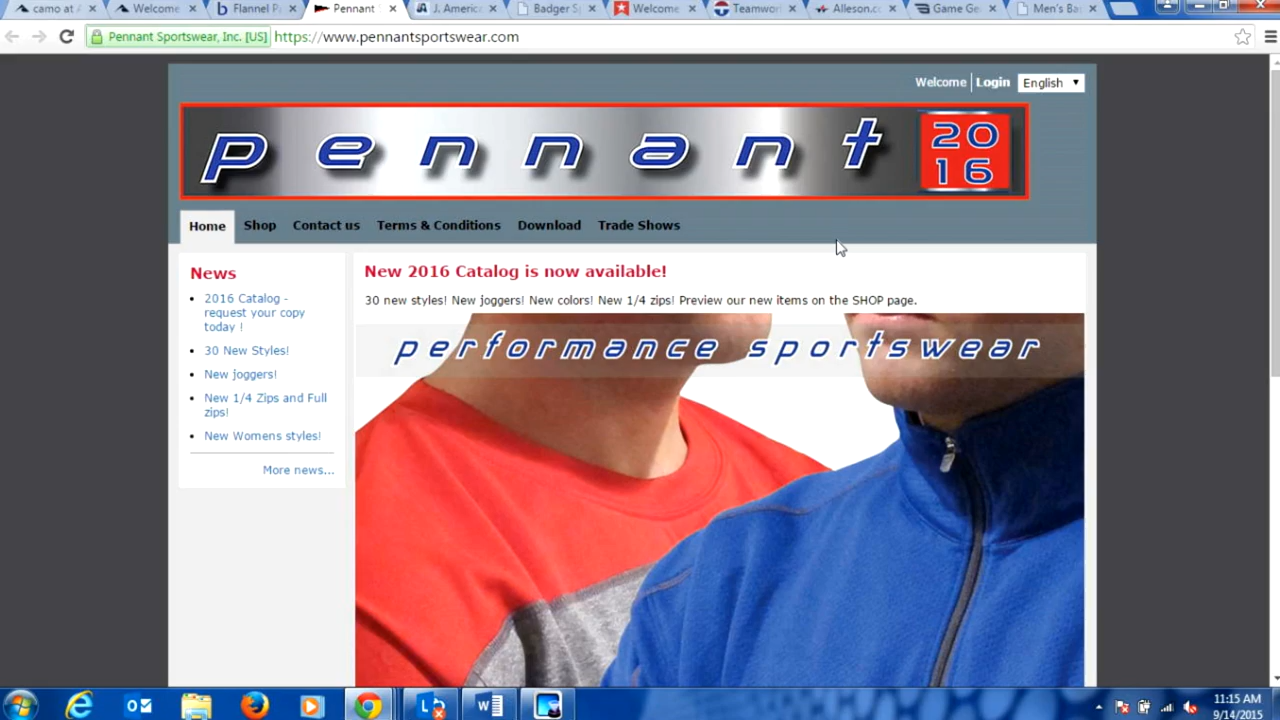 camo at A
Welcome
Flannel P
Pennant
J. Americ
Badger S
Welcome
Teamwor
Alleson.c
Game Ge
Men's Ba
Pennant Sportswear, Inc. [US]
https://www.pennantsportswear.com
Welcome Login English
pennant
20
16
Home Shop Contact us Terms & Conditions Download Trade Shows
News
2016 Catalog -
request your copy
today !
30 New Styles!
New joggers!
New 1/4 Zips and Full
zips!
New Womens styles!
More news...
New 2016 Catalog is now available!
30 new styles! New joggers! New colors! New 1/4 zips! Preview our new items on the SHOP page.
performance sportswear
11:15 AM
9/14/2015